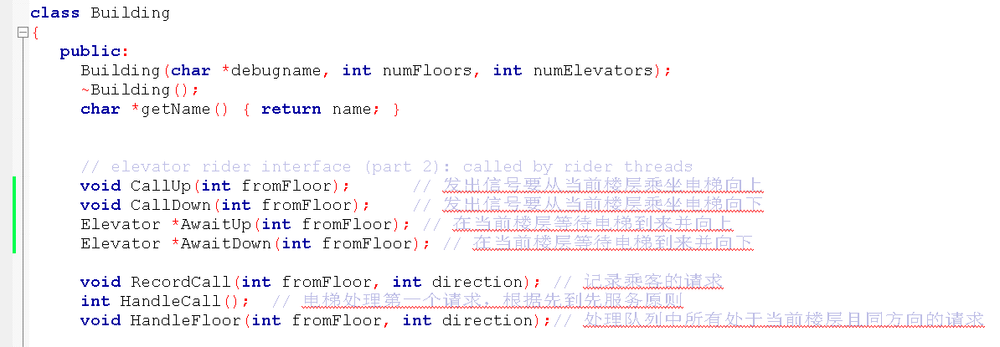 class Building
{
public:
Building(char *debugname, int numFloors, int numElevators);
~Building();
char *getName() { return name; }
// elevator rider interface (part 2): called by rider threads
void CallUp(int fromFloor); // 发出信号要从当前楼层乘坐电梯向上
void CallDown(int fromFloor); // 发出信号要从当前楼层乘坐电梯向下
Elevator *AwaitUp(int fromFloor); // 在当前楼层等待电梯到来并向上
Elevator *AwaitDown(int fromFloor); // 在当前楼层等待电梯到来并向下
void RecordCall(int fromFloor, int direction); // 记录乘客的请求
int HandleCall(); // 电梯处理第一个请求，根据先到先服务原则
void HandleFloor(int fromFloor, int direction);// 处理队列中所有处于当前楼层且同方向的请求